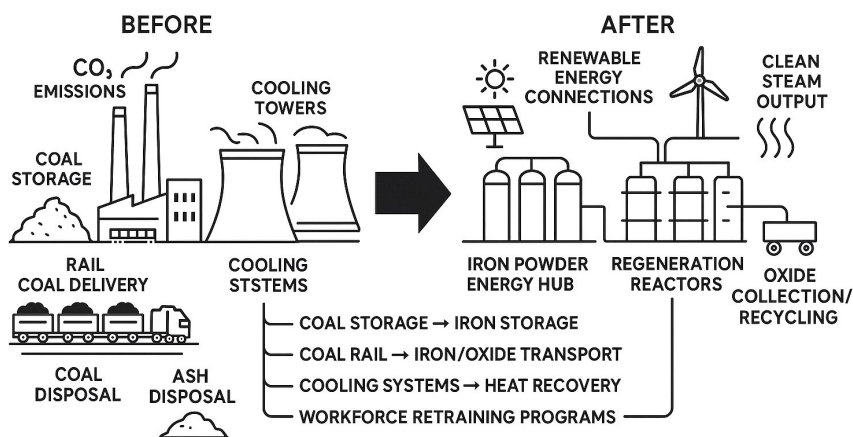 BEFORE
CO,
EMISSIONS
COOLING
TOWERS
COAL
STORAGE
RAIL
COAL DELIVERY
COOLING
STSTEMS
COAL
DISPOSAL
ASH
DISPOSAL
AFTER
RENEWABLE
ENERGY
CONNECTIONS
CLEAN
STEAM
OUTPUT
IRON POWDER
ENERGY HUB
REGENERATION
REACTORS
OXIDE
COLLECTION/
RECYCLING
COAL STORAGE → IRON STORAGE
COAL RAIL → IRON/OXIDE TRANSPORT
COOLING SYSTEMS → HEAT RECOVERY
WORKFORCE RETRAINING PROGRAMS